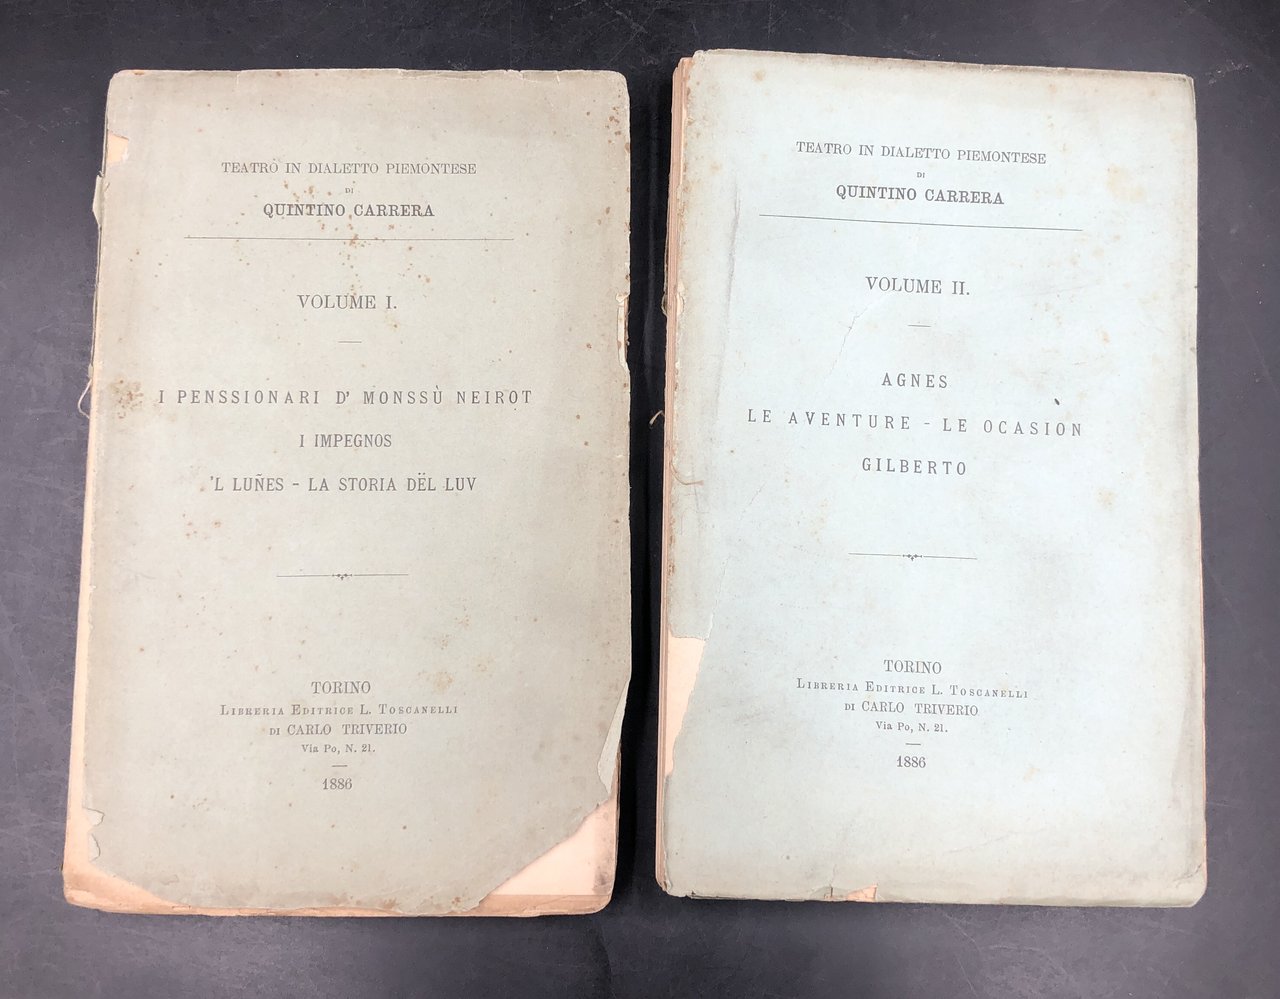 TEATRO IN DIALETTO PIEMONTESE
DI
QUINTINO CARRERA
VOLUME I.
I PENSSIONARI D' MONSSÙ NEIROT
I IMPEGNOS
'L LUÑES - LA STORIA DËL LUV
TORINO
LIBRERIA EDITRICE L. TOSCANELLI
DI CARLO TRIVERIO
Via Po, N. 21.
1886
TEATRO IN DIALETTO PIEMONTESE
DI
QUINTINO CARRERA
VOLUME II.
AGNES
LE AVENTURE - LE OCASION
GILBERTO
TORINO
LIBRERIA EDITRICE L. TOSCANELLI
DI CARLO TRIVERIO
Via Po, N. 21.
1886